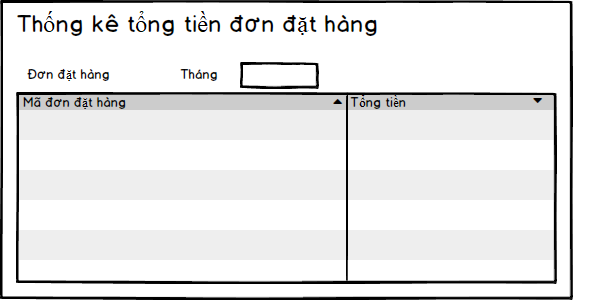 Thống kê tổng tiền đơn đặt hàng
Đơn đặt hàng Tháng
Mã đơn đặt hàng Tổng tiền